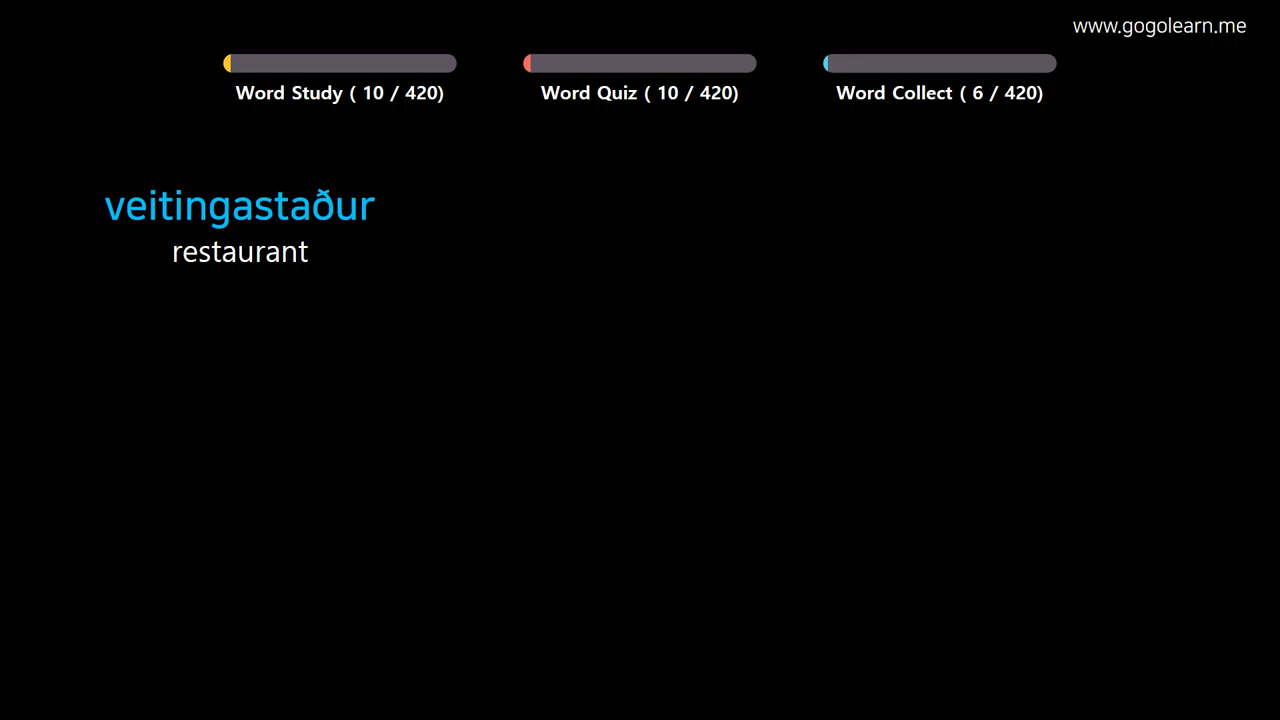 www.gogolearn.me
Word Study ( 10 / 420)
Word Quiz ( 10 / 420)
Word Collect ( 6 / 420)
veitingastaður
restaurant